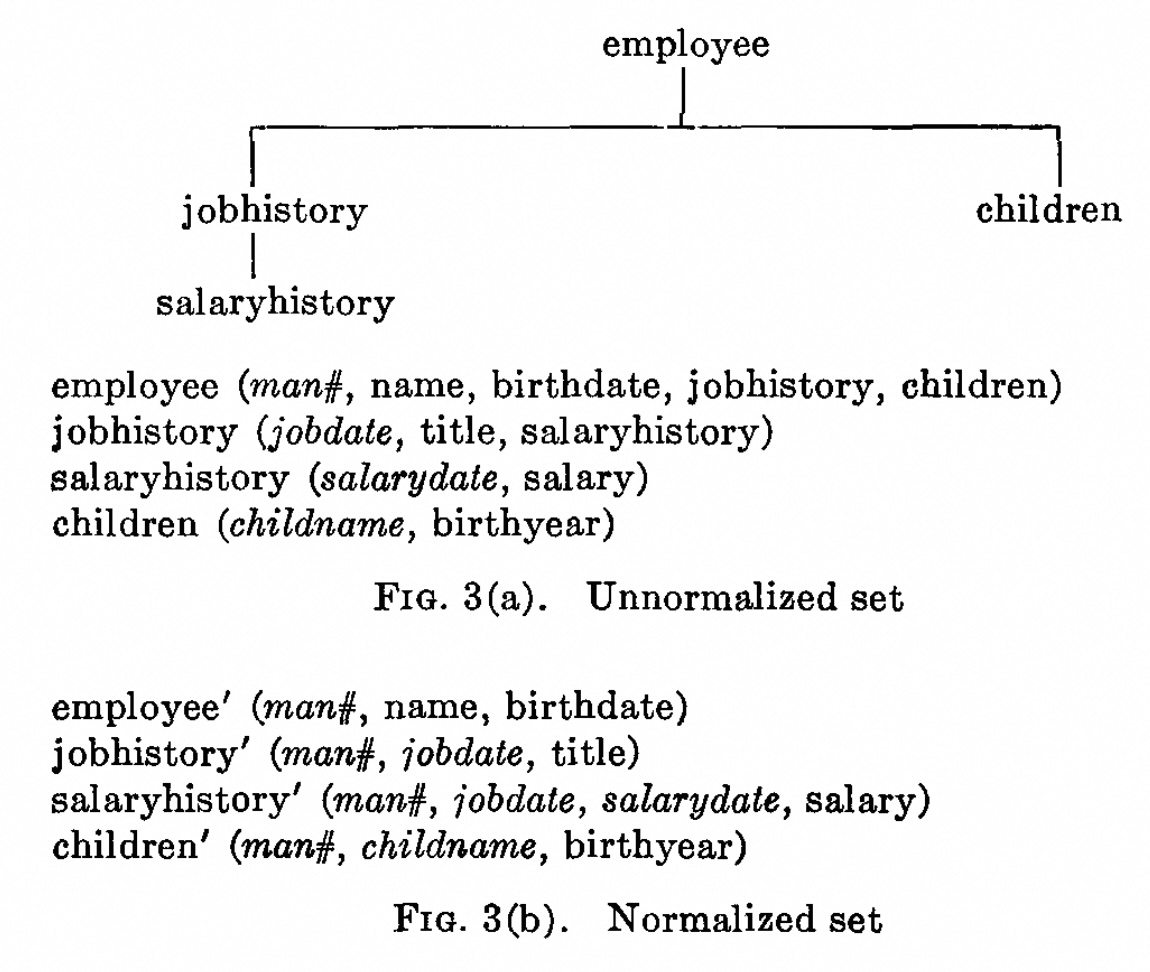 employee
jobhistory children
salaryhistory
employee (man#, name, birthdate, jobhistory, children)
jobhistory (jobdate, title, salaryhistory)
salaryhistory (salarydate, salary)
children (childname, birthyear)
FIG. 3(a). Unnormalized set
employee′ (man#, name, birthdate)
jobhistory′ (man#, jobdate, title)
salaryhistory′ (man#, jobdate, salarydate, salary)
children′ (man#, childname, birthyear)
FIG. 3(b). Normalized set